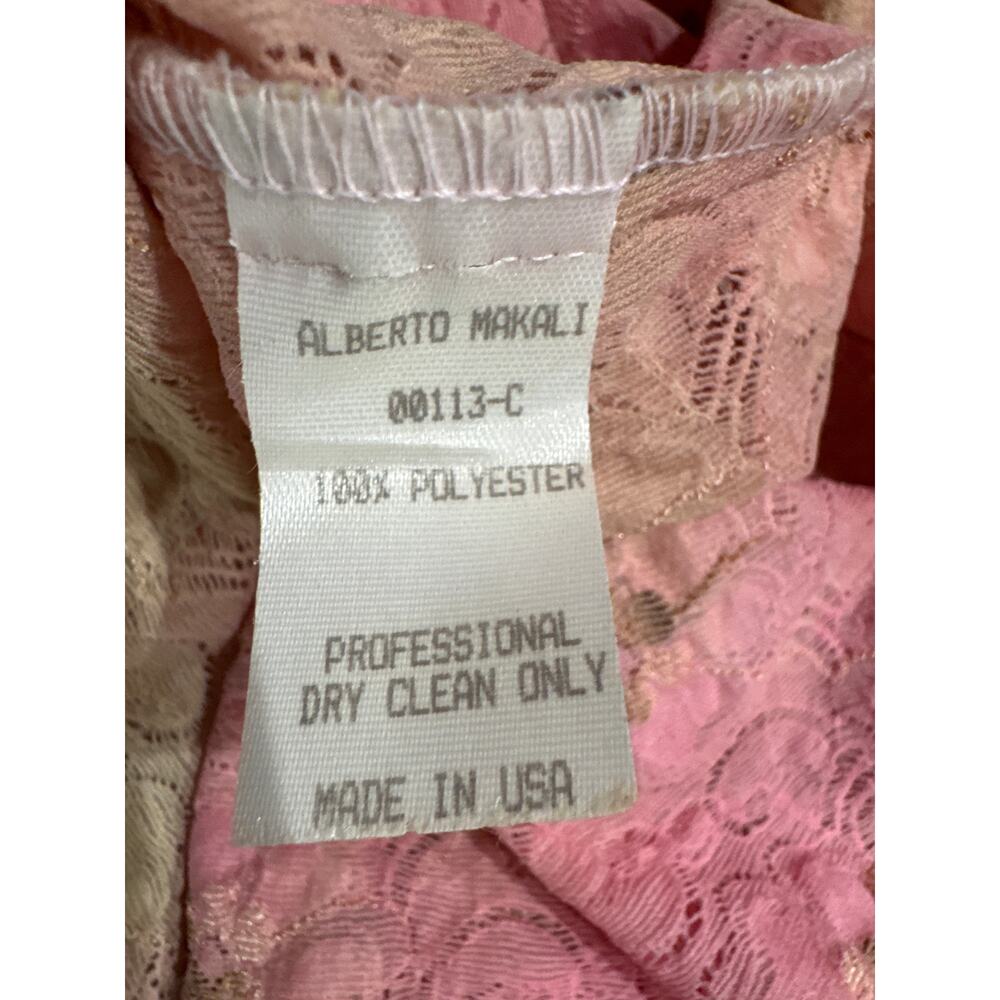 ALBERTO MAKALI
00113-C
100% POLYESTER
PROFESSIONAL
DRY CLEAN ONLY
MADE IN USA